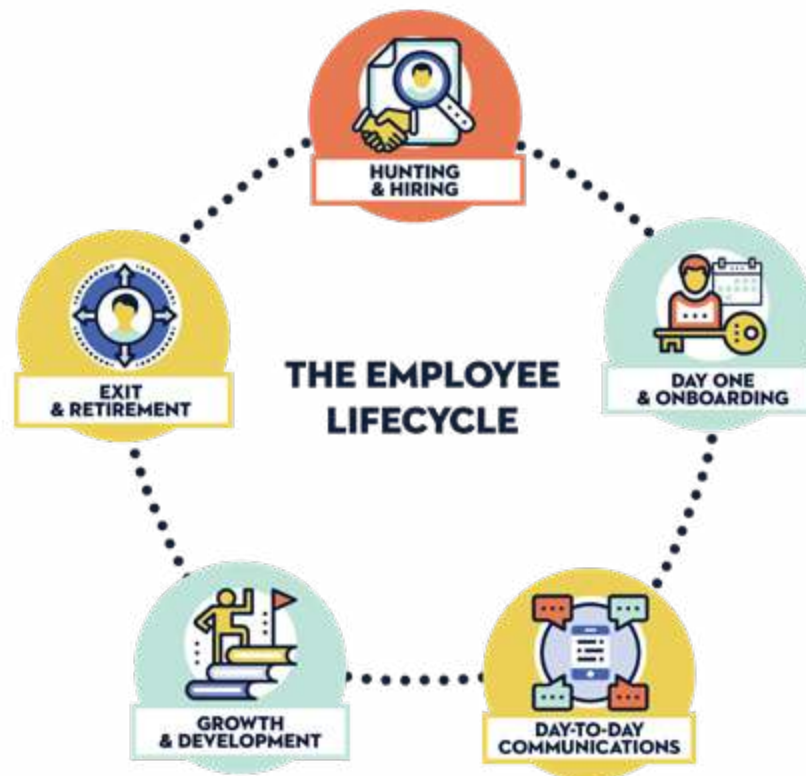 HUNTING
& HIRING
DAY ONE
& ONBOARDING
THE EMPLOYEE
LIFECYCLE
EXIT
& RETIREMENT
DAY-TO-DAY
COMMUNICATIONS
GROWTH
& DEVELOPMENT